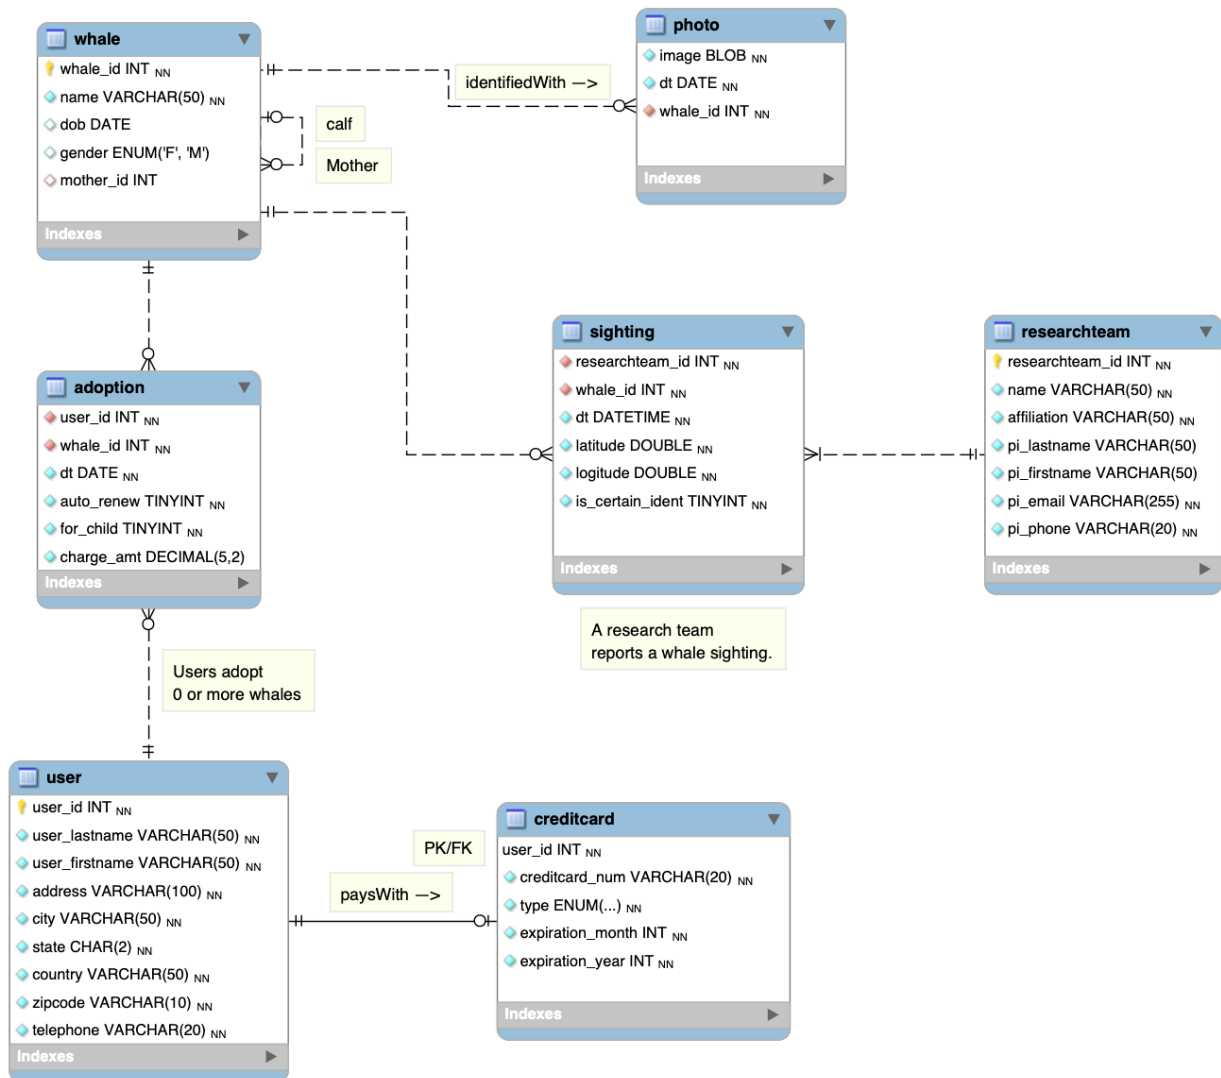 whale
whale_id INT NN
name VARCHAR(50) NN
dob DATE
gender ENUM('F', 'M')
mother_id INT
Indexes
identifiedWith —>
calf
Mother
photo
image BLOB NN
dt DATE NN
whale_id INT NN
Indexes
adoption
user_id INT NN
whale_id INT NN
dt DATE NN
auto_renew TINYINT NN
for_child TINYINT NN
charge_amt DECIMAL(5,2)
Indexes
sighting
researchteam_id INT NN
whale_id INT NN
dt DATETIME NN
latitude DOUBLE NN
logitude DOUBLE NN
is_certain_ident TINYINT NN
Indexes
researchteam
researchteam_id INT NN
name VARCHAR(50) NN
affiliation VARCHAR(50) NN
pi_lastname VARCHAR(50)
pi_firstname VARCHAR(50)
pi_email VARCHAR(255) NN
pi_phone VARCHAR(20) NN
Indexes
A research team
reports a whale sighting.
Users adopt
0 or more whales
user
user_id INT NN
user_lastname VARCHAR(50) NN
user_firstname VARCHAR(50) NN
address VARCHAR(100) NN
city VARCHAR(50) NN
state CHAR(2) NN
country VARCHAR(50) NN
zipcode VARCHAR(10) NN
telephone VARCHAR(20) NN
Indexes
PK/FK
paysWith —>
creditcard
user_id INT NN
creditcard_num VARCHAR(20) NN
type ENUM(...) NN
expiration_month INT NN
expiration_year INT NN
Indexes